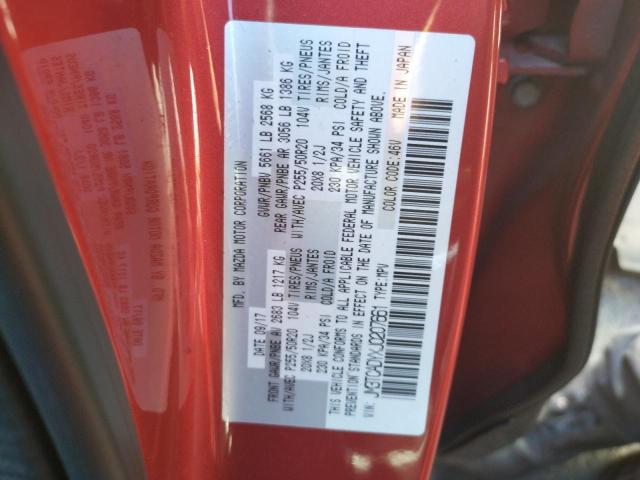 MFD. BY MAZDA MOTOR CORPORATION
DATE 09/17 GVWR/PNBV 5661 LB 2568 KG
FRONT GAWR/PNBE AV 2683 LB 1217 KG REAR GAWR/PNBE AR 3056 LB 1386 KG
WITH/AVEC P255/50R20 104V TIRES/PNEUS WITH/AVEC P255/50R20 104V TIRES/PNEUS
20X8 1/2J RIMS/JANTES 20X8 1/2J RIMS/JANTES
230 KPA/34 PSI COLD/A FROID 230 KPA/34 PSI COLD/A FROID
THIS VEHICLE CONFORMS TO ALL APPLICABLE FEDERAL MOTOR VEHICLE SAFETY AND THEFT
PREVENTION STANDARDS IN EFFECT ON THE DATE OF MANUFACTURE SHOWN ABOVE.
VIN: TYPE:MPV COLOR CODE:46V MADE IN JAPAN